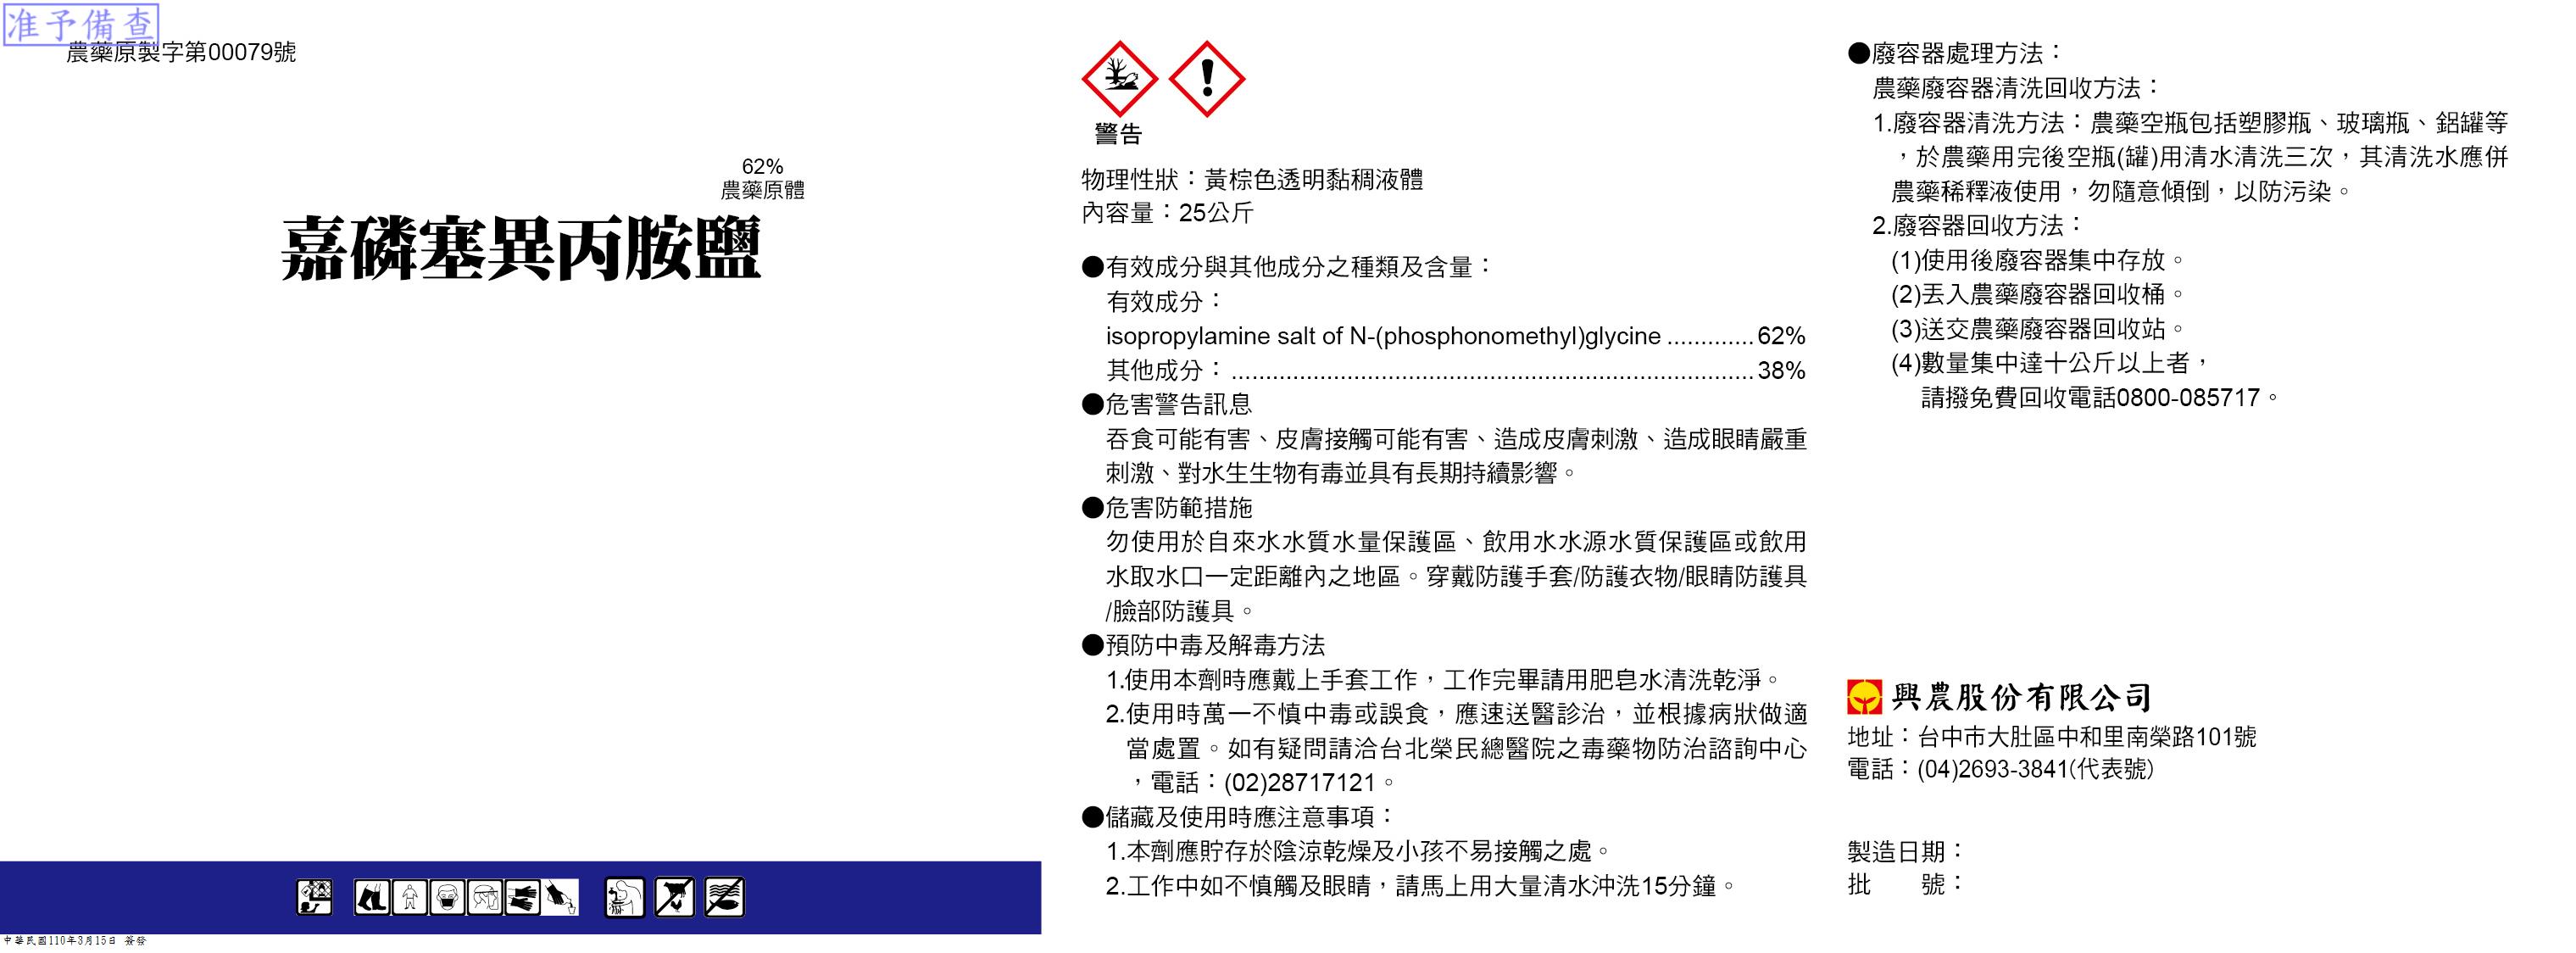 准予備查
農藥原製字第00079號
62%
農藥原體
嘉磷塞異丙胺鹽
中華民國110年3月15日 簽發
警告
物理性狀：黃棕色透明黏稠液體
內容量：25公斤
●有效成分與其他成分之種類及含量：
有效成分：
isopropylamine salt of N-(phosphonomethyl)glycine ............. 62%
其他成分： ............................................................................. 38%
●危害警告訊息
吞食可能有害、皮膚接觸可能有害、造成皮膚刺激、造成眼睛嚴重
刺激、對水生生物有毒並具有長期持續影響。
●危害防範措施
勿使用於自來水水質水量保護區、飲用水水源水質保護區或飲用
水取水口一定距離內之地區。穿戴防護手套/防護衣物/眼睛防護具
/臉部防護具。
●預防中毒及解毒方法
1.使用本劑時應戴上手套工作，工作完畢請用肥皂水清洗乾淨。
2.使用時萬一不慎中毒或誤食，應速送醫診治，並根據病狀做適
當處置。如有疑問請洽台北榮民總醫院之毒藥物防治諮詢中心
，電話：(02)28717121。
●儲藏及使用時應注意事項：
1.本劑應貯存於陰涼乾燥及小孩不易接觸之處。
2.工作中如不慎觸及眼睛，請馬上用大量清水沖洗15分鐘。
●廢容器處理方法：
農藥廢容器清洗回收方法：
1.廢容器清洗方法：農藥空瓶包括塑膠瓶、玻璃瓶、鋁罐等
，於農藥用完後空瓶(罐)用清水清洗三次，其清洗水應併
農藥稀釋液使用，勿隨意傾倒，以防污染。
2.廢容器回收方法：
(1)使用後廢容器集中存放。
(2)丟入農藥廢容器回收桶。
(3)送交農藥廢容器回收站。
(4)數量集中達十公斤以上者，
請撥免費回收電話0800-085717。
興農股份有限公司
地址：台中市大肚區中和里南榮路101號
電話：(04)2693-3841(代表號)
製造日期：
批　　號：